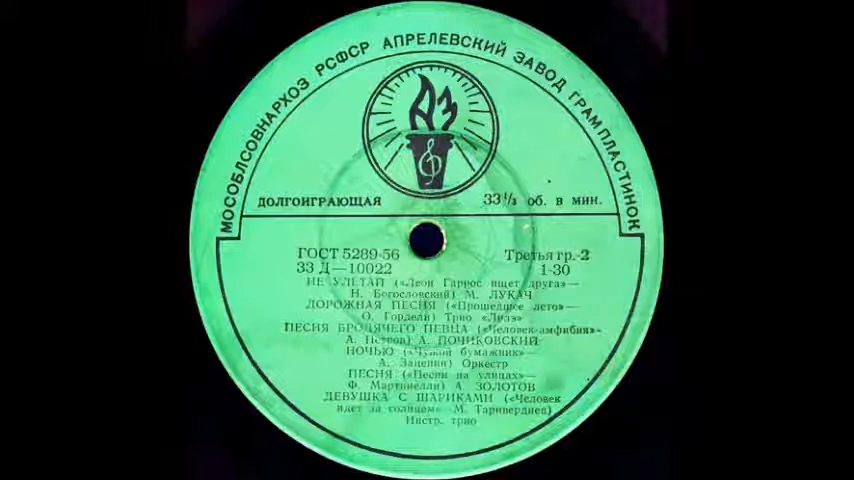 МОСОБЛСОВНАРХОЗ РСФСР АПРЕЛЕВСКИЙ ЗАВОД ГРАМПЛАСТИНОК
АЗ
ДОЛГОИГРАЮЩАЯ 33⅓ об. в мин.
ГОСТ 5289-56 Третья гр.-2
33 Д—10022 1-30
НЕ УЛЕТАЙ («Леон Гаррос ищет друга»—
Н. Богословский) М. ЛУКАЧ
ДОРОЖНАЯ ПЕСНЯ («Прошедшее лето»—
О. Гордели) Трио «Лилэ»
ПЕСНЯ БРОДЯЧЕГО ПЕВЦА («Человек-амфибия»-
А. Петров) А. ПОЧИКОВСКИЙ
НОЧЬЮ («Чужой бумажник»—
А. Зацепин) Оркестр
ПЕСНЯ («Песни на улицах»—
Ф. Мартинелли) А. ЗОЛОТОВ
ДЕВУШКА С ШАРИКАМИ («Человек
идет за солнцем»—М. Таривердиев)
Инстр. трио